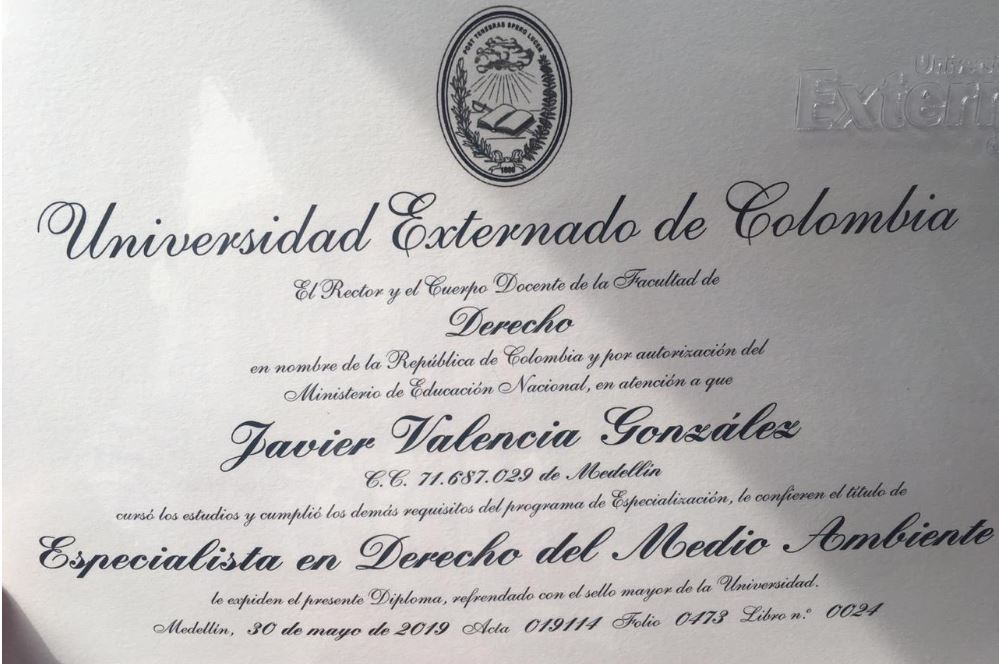 POST TENEBRAS SPERO LUCEM
1886
Extern
Universidad Externado de Colombia
El Rector y el Cuerpo Docente de la Facultad de
Derecho
en nombre de la República de Colombia y por autorización del
Ministerio de Educación Nacional, en atención a que
Javier Valencia González
C.C. 71.687.029 de Medellín
cursó los estudios y cumplió los demás requisitos del programa de Especialización, le confieren el título de
Especialista en Derecho del Medio Ambiente
le expiden el presente Diploma, refrendado con el sello mayor de la Universidad.
Medellín, 30 de mayo de 2019 Acta 019114 Folio 0473 Libro n.º 0024